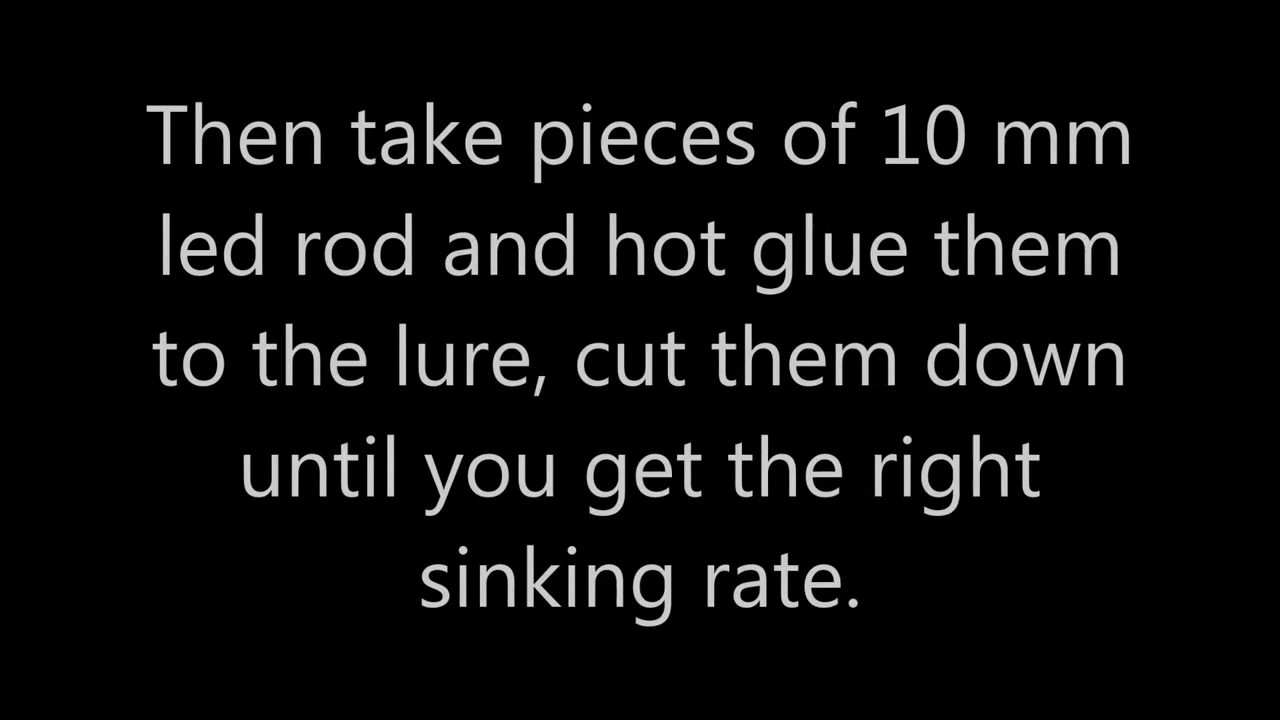 Then take pieces of 10 mm
led rod and hot glue them
to the lure, cut them down
until you get the right
sinking rate.